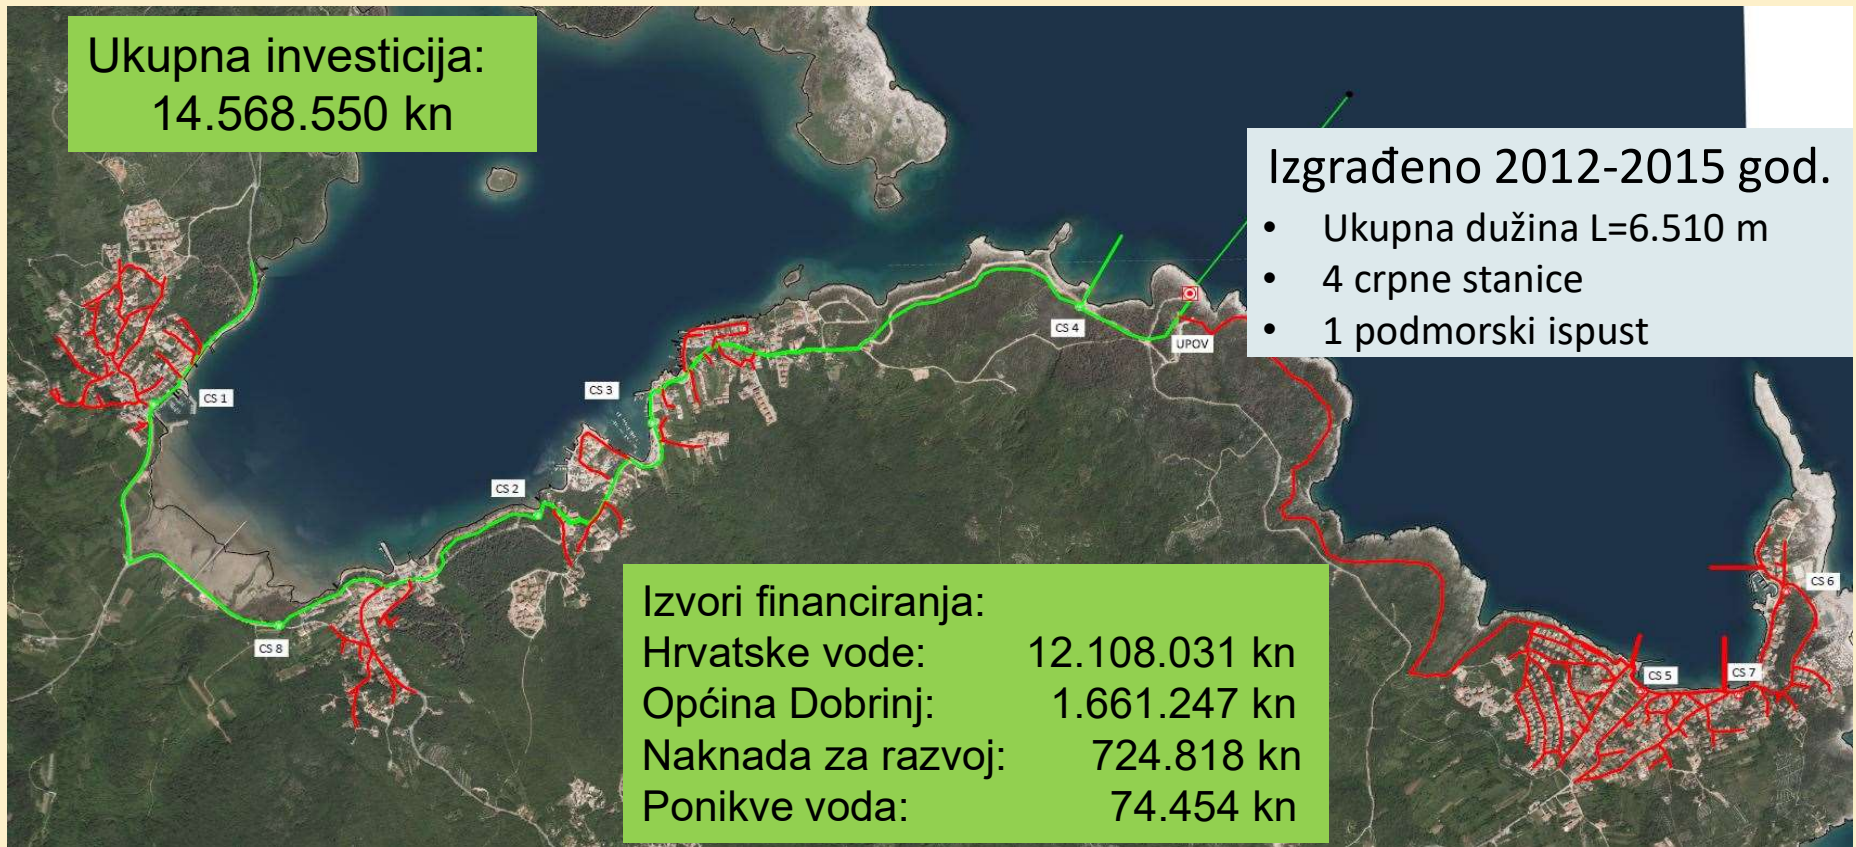 Ukupna investicija:
14.568.550 kn
Izgrađeno 2012-2015 god.
• Ukupna dužina L=6.510 m
• 4 crpne stanice
• 1 podmorski ispust
CS 4
UPOV
CS 3
CS 1
CS 2
CS 6
CS 8
CS 5
CS 7
Izvori financiranja:
Hrvatske vode: 12.108.031 kn
Općina Dobrinj: 1.661.247 kn
Naknada za razvoj: 724.818 kn
Ponikve voda: 74.454 kn